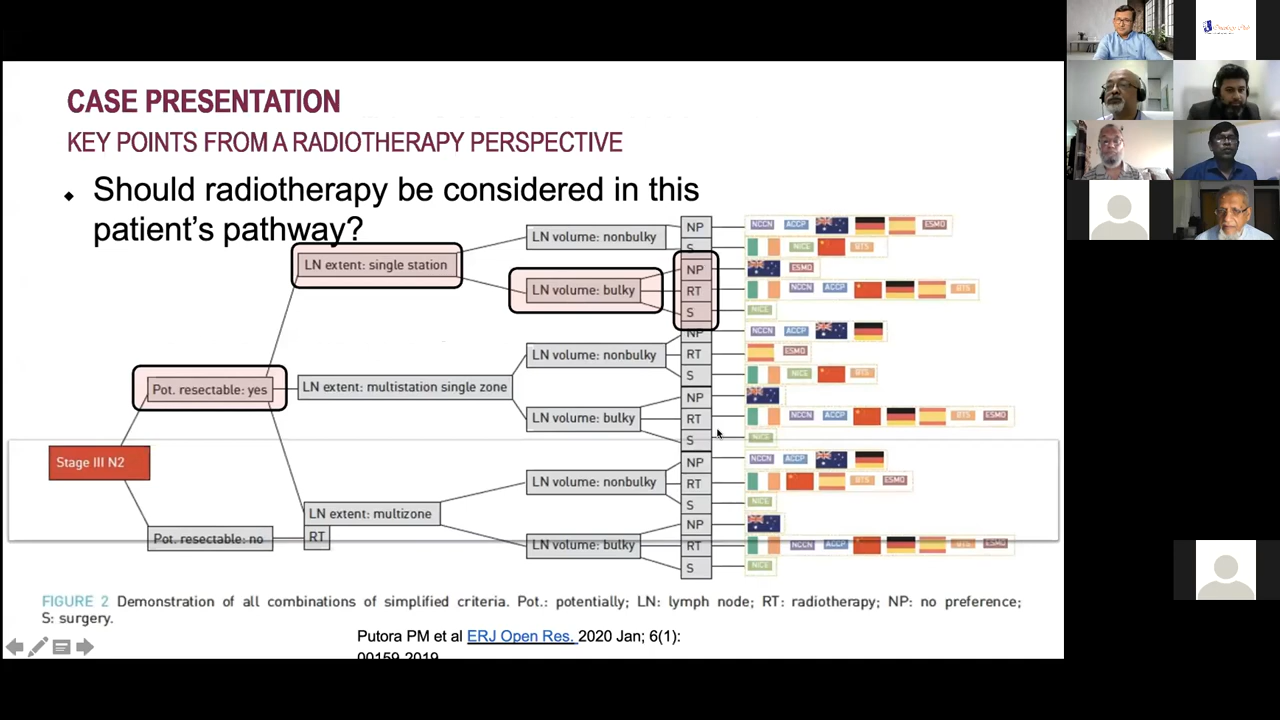 CASE PRESENTATION
KEY POINTS FROM A RADIOTHERAPY PERSPECTIVE
Should radiotherapy be considered in this
patient's pathway?
LN volume: nonbulky
NP
NCCN ACCP ESMO
S
NICE BTS
LN extent: single station
NP
ESMO
LN volume: bulky
RT
NCCN ACCP BTS
S
NICE
NP
NCCN ACCP
LN volume: nonbulky
RT
ESMO
S
NICE BTS
Pot. resectable: yes
LN extent: multistation single zone
NP
LN volume: bulky
RT
NCCN ACCP BTS ESMO
S
NICE
Stage III N2
NP
NCCN ACCP
LN volume: nonbulky
RT
BTS ESMO
S
NICE
LN extent: multizone
NP
Pot. resectable: no
RT
LN volume: bulky
RT
NCCN ACCP BTS ESMO
S
NICE
FIGURE 2 Demonstration of all combinations of simplified criteria. Pot.: potentially; LN: lymph node; RT: radiotherapy; NP: no preference;
S: surgery.
Putora PM et al ERJ Open Res. 2020 Jan; 6(1):
00159-2019